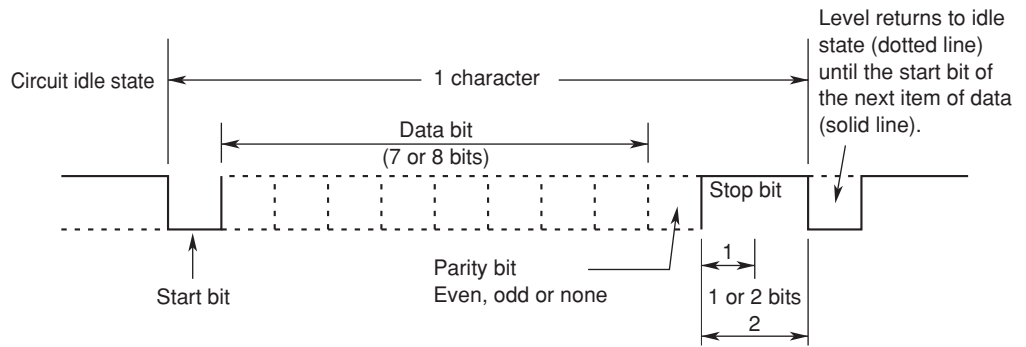 Level returns to idle
state (dotted line)
until the start bit of
the next item of data
(solid line).
Circuit idle state
1 character
Data bit
(7 or 8 bits)
Stop bit
1
Parity bit
Even, odd or none
Start bit
1 or 2 bits
2